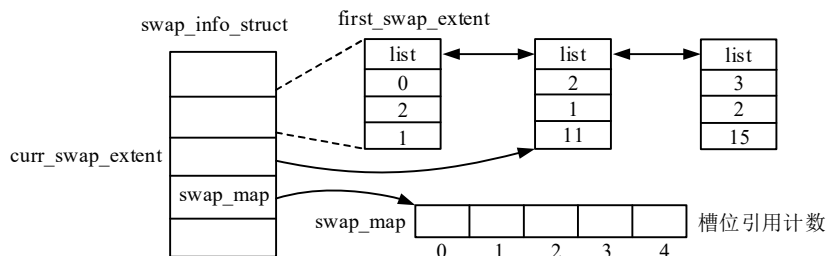 swap_info_struct
first_swap_extent
list
0
2
1
list
2
1
11
list
3
2
15
curr_swap_extent
swap_map
swap_map
槽位引用计数
0 1 2 3 4